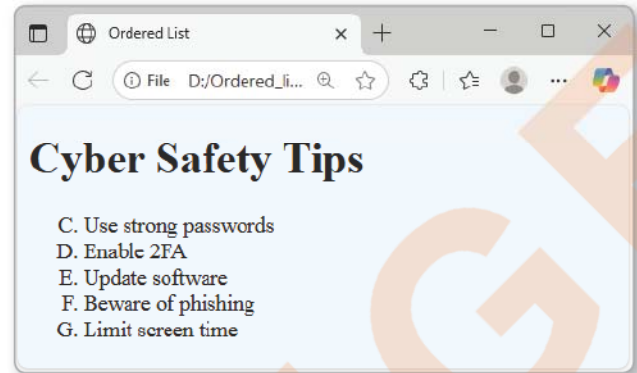 Ordered List
File D:/Ordered_li...
Cyber Safety Tips
C. Use strong passwords
D. Enable 2FA
E. Update software
F. Beware of phishing
G. Limit screen time